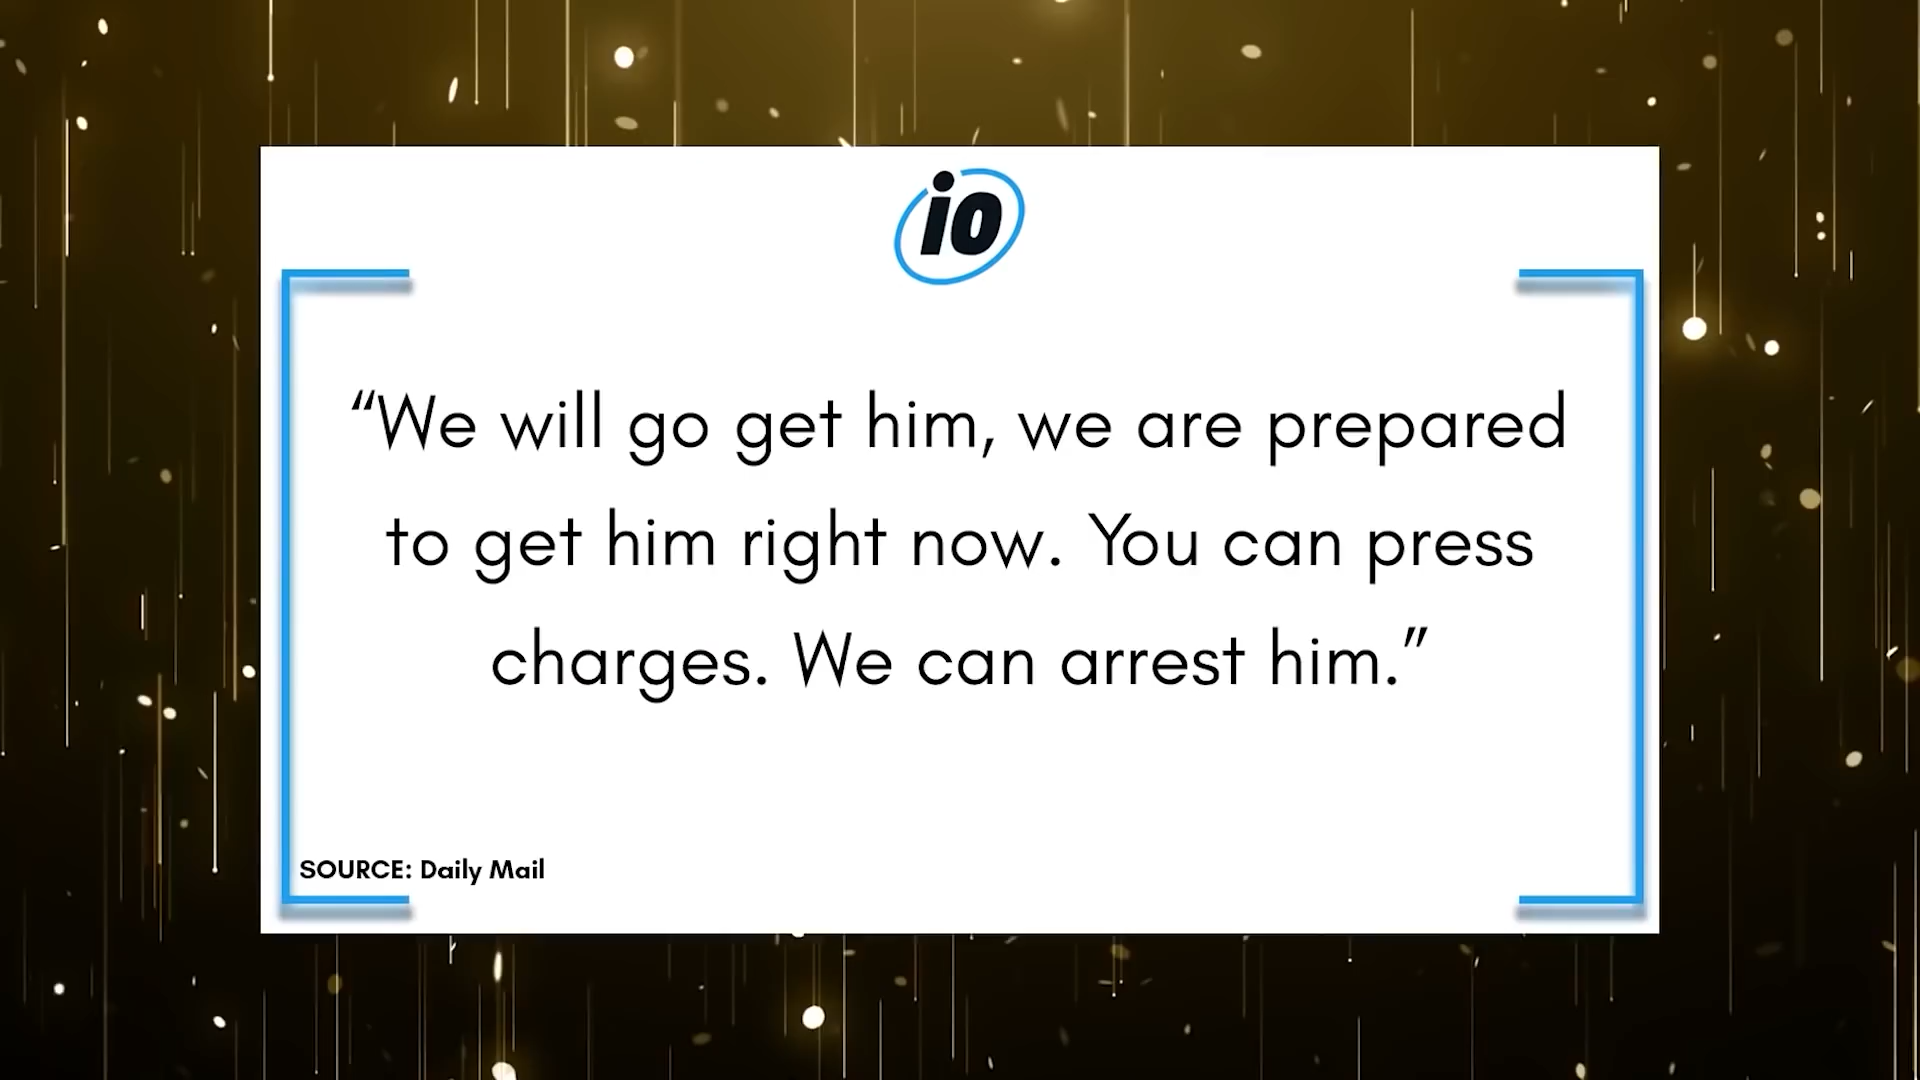 io
“We will go get him, we are prepared
to get him right now. You can press
charges. We can arrest him.”
SOURCE: Daily Mail